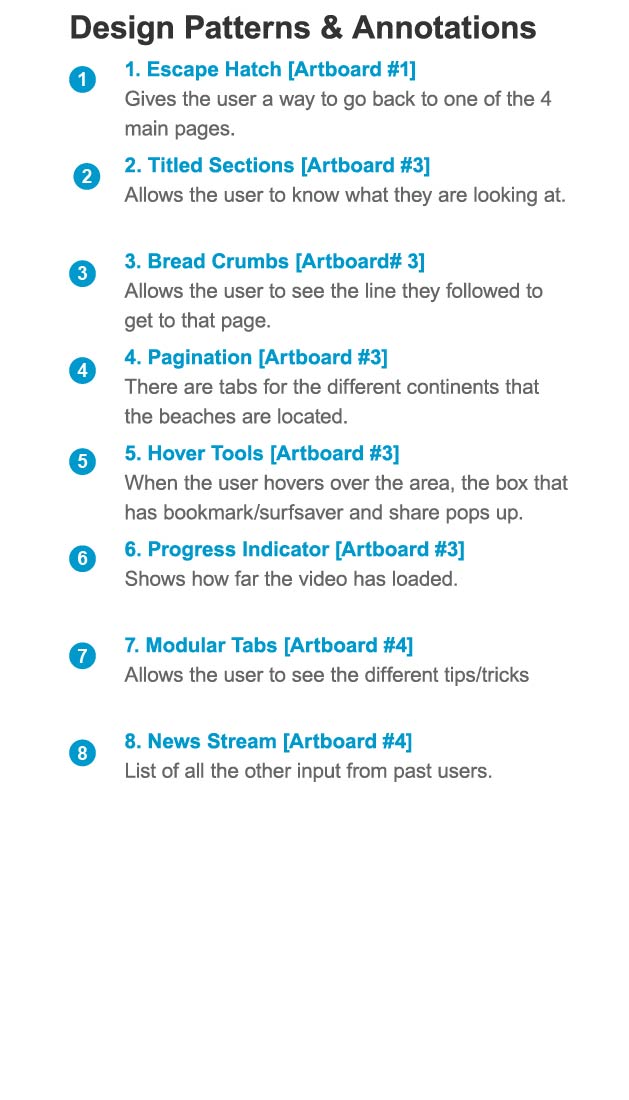 Design Patterns & Annotations
1
1. Escape Hatch [Artboard #1]
Gives the user a way to go back to one of the 4
main pages.
2
2. Titled Sections [Artboard #3]
Allows the user to know what they are looking at.
3
3. Bread Crumbs [Artboard# 3]
Allows the user to see the line they followed to
get to that page.
4
4. Pagination [Artboard #3]
There are tabs for the different continents that
the beaches are located.
5
5. Hover Tools [Artboard #3]
When the user hovers over the area, the box that
has bookmark/surfsaver and share pops up.
6
6. Progress Indicator [Artboard #3]
Shows how far the video has loaded.
7
7. Modular Tabs [Artboard #4]
Allows the user to see the different tips/tricks
8
8. News Stream [Artboard #4]
List of all the other input from past users.